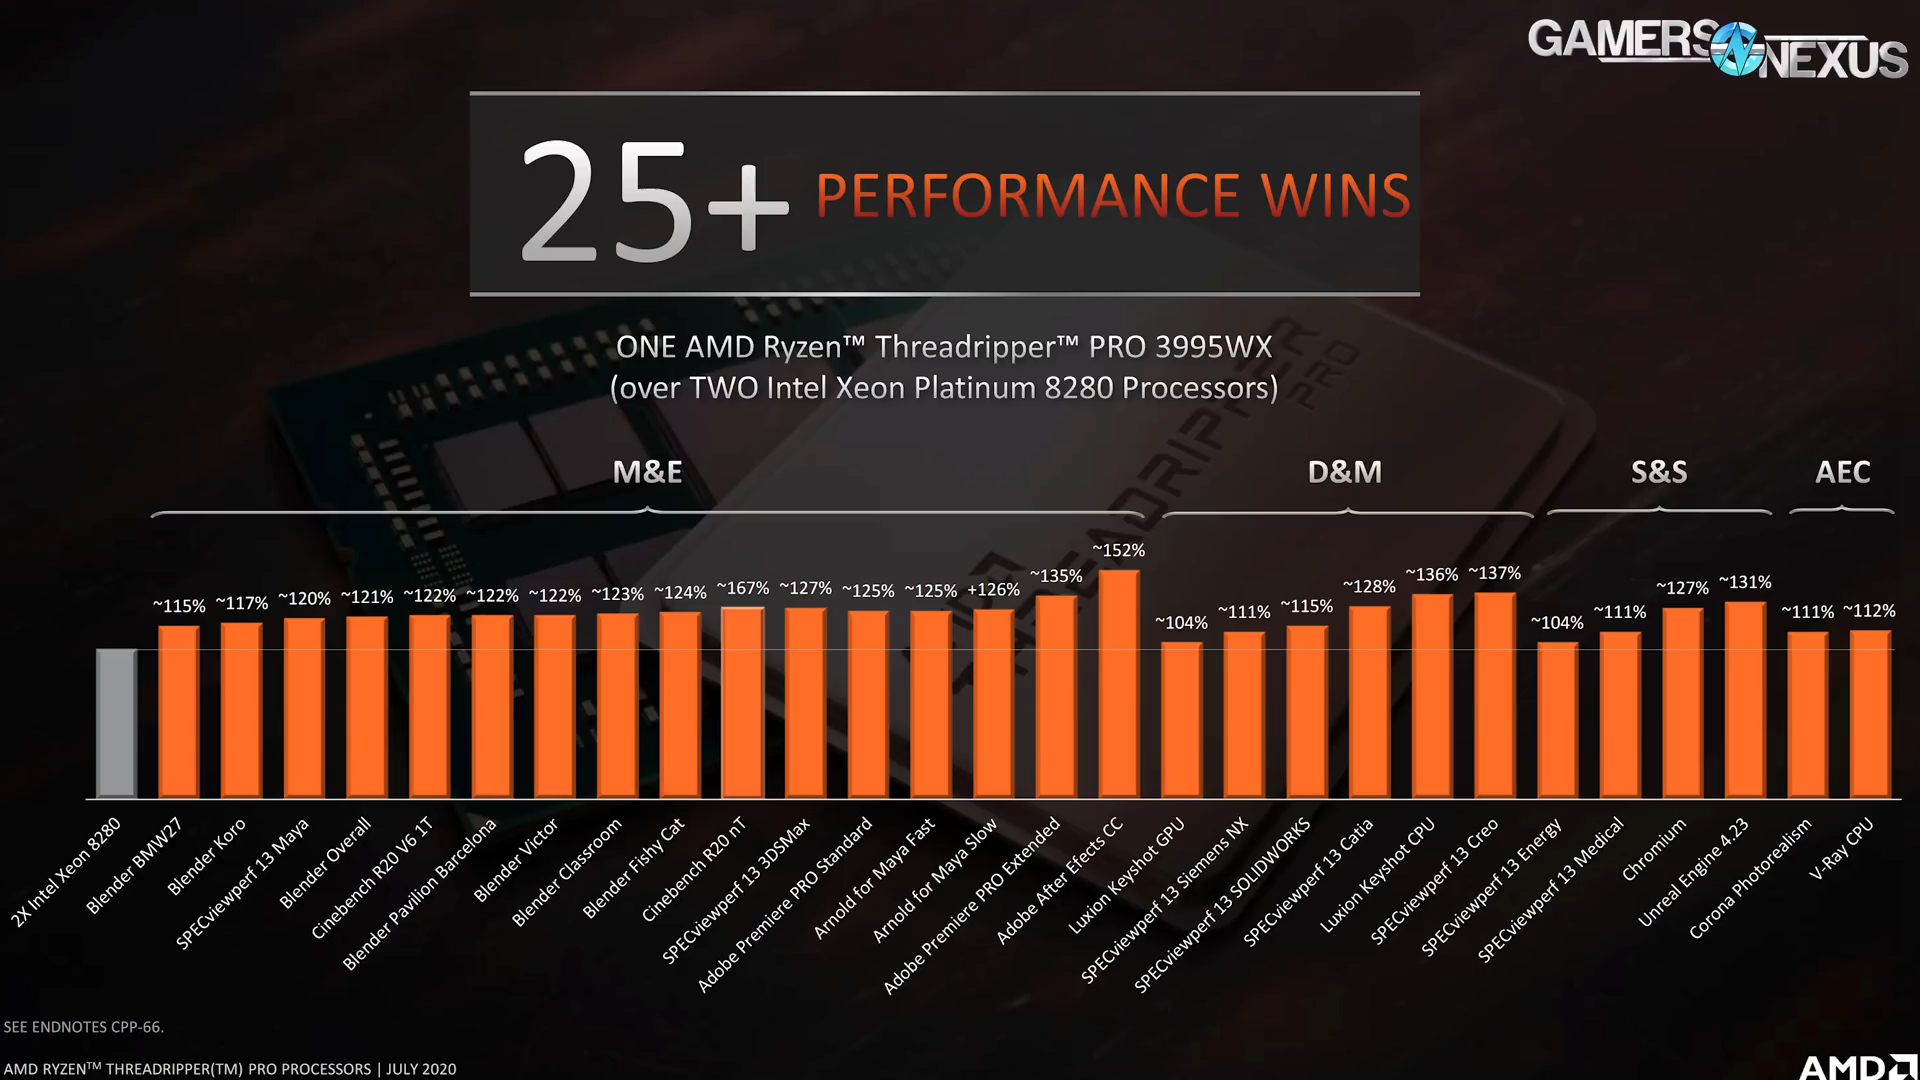 GAMERS NEXUS
25+ PERFORMANCE WINS
ONE AMD Ryzen™ Threadripper™ PRO 3995WX
(over TWO Intel Xeon Platinum 8280 Processors)
M&E
D&M
S&S
AEC
~115%
~117%
~120%
~121%
~122%
~122%
~122%
~123%
~124%
~167%
~127%
~125%
~125%
+126%
~135%
~152%
~104%
~111%
~115%
~128%
~136%
~137%
~104%
~111%
~127%
~131%
~111%
~112%
2X Intel Xeon 8280
Blender BMW27
Blender Koro
SPECviewperf 13 Maya
Blender Overall
Cinebench R20 V6 1T
Blender Pavilion Barcelona
Blender Victor
Blender Classroom
Blender Fishy Cat
Cinebench R20 nT
SPECviewperf 13 3DSMax
Adobe Premiere PRO Standard
Arnold for Maya Fast
Arnold for Maya Slow
Adobe Premiere PRO Extended
Adobe After Effects CC
Luxion Keyshot GPU
SPECviewperf 13 Siemens NX
SPECviewperf 13 SOLIDWORKS
SPECviewperf 13 Catia
Luxion Keyshot CPU
SPECviewperf 13 Creo
SPECviewperf 13 Energy
SPECviewperf 13 Medical
Chromium
Unreal Engine 4.23
Corona Photorealism
V-Ray CPU
AMD
THREADRIPPER
PRO
SEE ENDNOTES CPP-66.
AMD RYZEN™ THREADRIPPER(TM) PRO PROCESSORS | JULY 2020
AMD